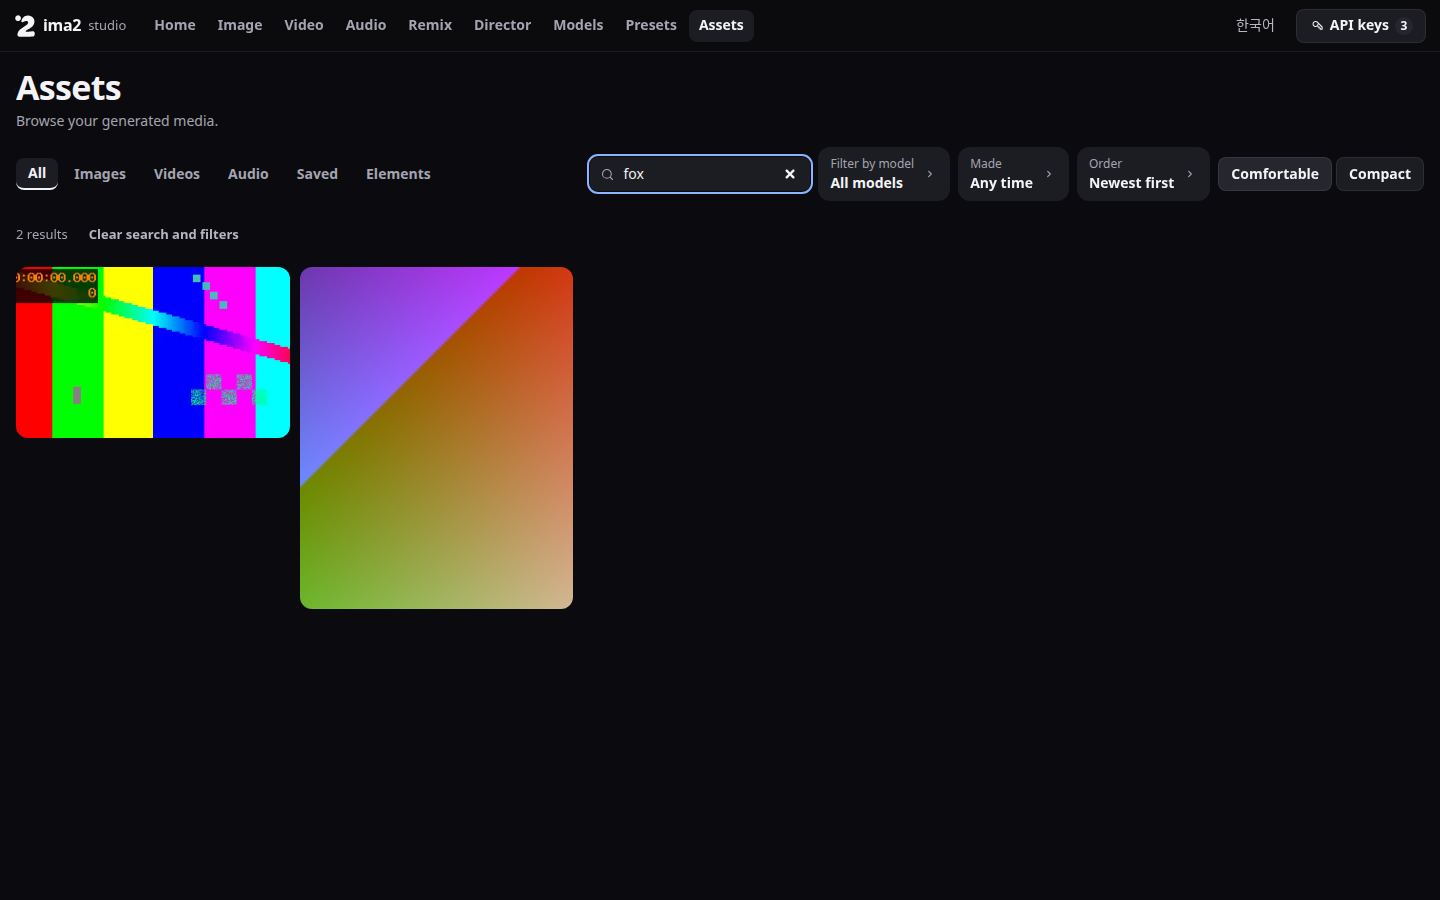 ima2 studio Home Image Video Audio Remix Director Models Presets Assets 한국어 API keys 3
Assets
Browse your generated media.
All Images Videos Audio Saved Elements
fox
Filter by model
All models
Made
Any time
Order
Newest first
Comfortable Compact
2 results Clear search and filters
:00:00.000
0